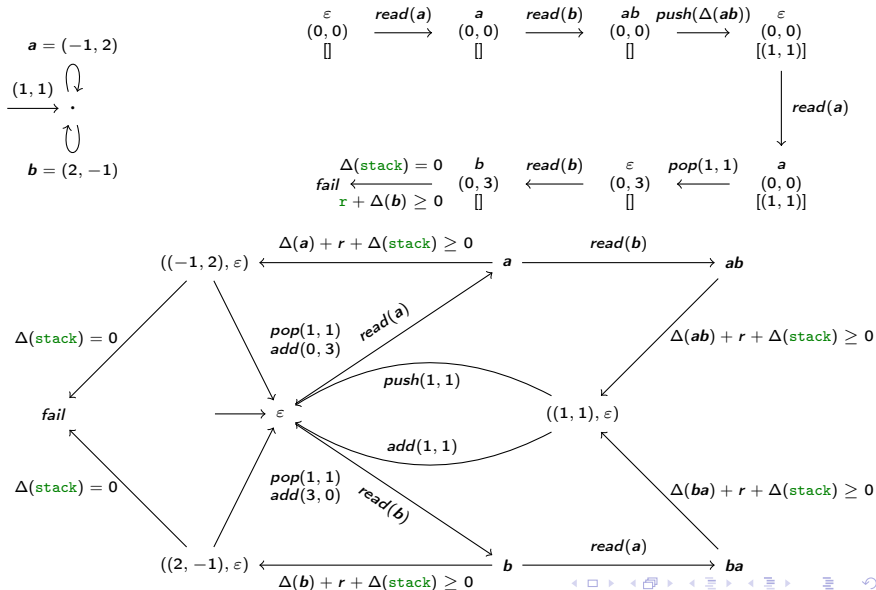 a = (−1, 2)
(1, 1)
·
b = (2, −1)
ε
(0, 0)
[]
read(a)
a
(0, 0)
[]
read(b)
ab
(0, 0)
[]
push(Δ(ab))
ε
(0, 0)
[(1, 1)]
read(a)
fail
Δ(stack) = 0
r + Δ(b) ≥ 0
b
(0, 3)
[]
read(b)
ε
(0, 3)
[]
pop(1, 1)
a
(0, 0)
[(1, 1)]
((−1, 2), ε)
Δ(a) + r + Δ(stack) ≥ 0
a
read(b)
ab
Δ(stack) = 0
pop(1, 1)
add(0, 3)
read(a)
Δ(ab) + r + Δ(stack) ≥ 0
push(1, 1)
fail
ε
((1, 1), ε)
add(1, 1)
Δ(stack) = 0
pop(1, 1)
add(3, 0)
read(b)
Δ(ba) + r + Δ(stack) ≥ 0
((2, −1), ε)
Δ(b) + r + Δ(stack) ≥ 0
b
read(a)
ba